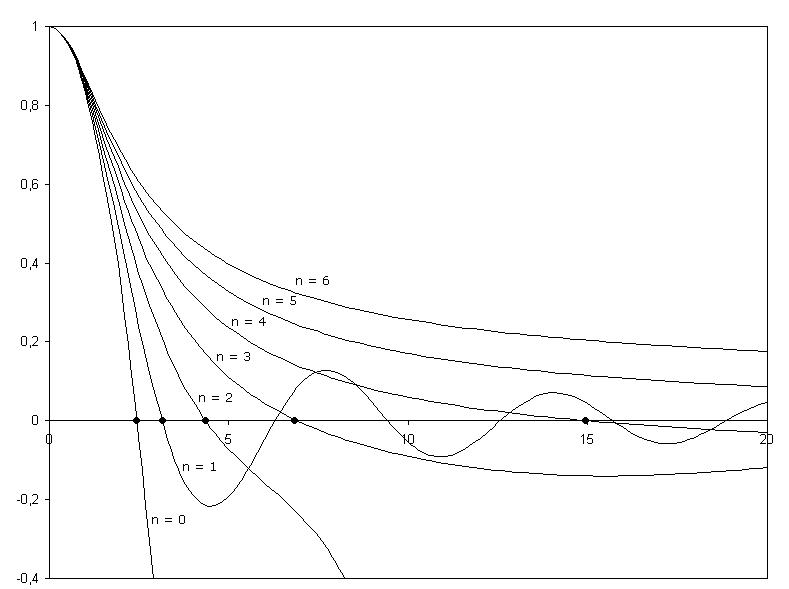 1
0,8
0,6
0,4
n = 6
n = 5
n = 4
0,2
n = 3
n = 2
0
0 5 10 15 20
n = 1
-0,2
n = 0
-0,4